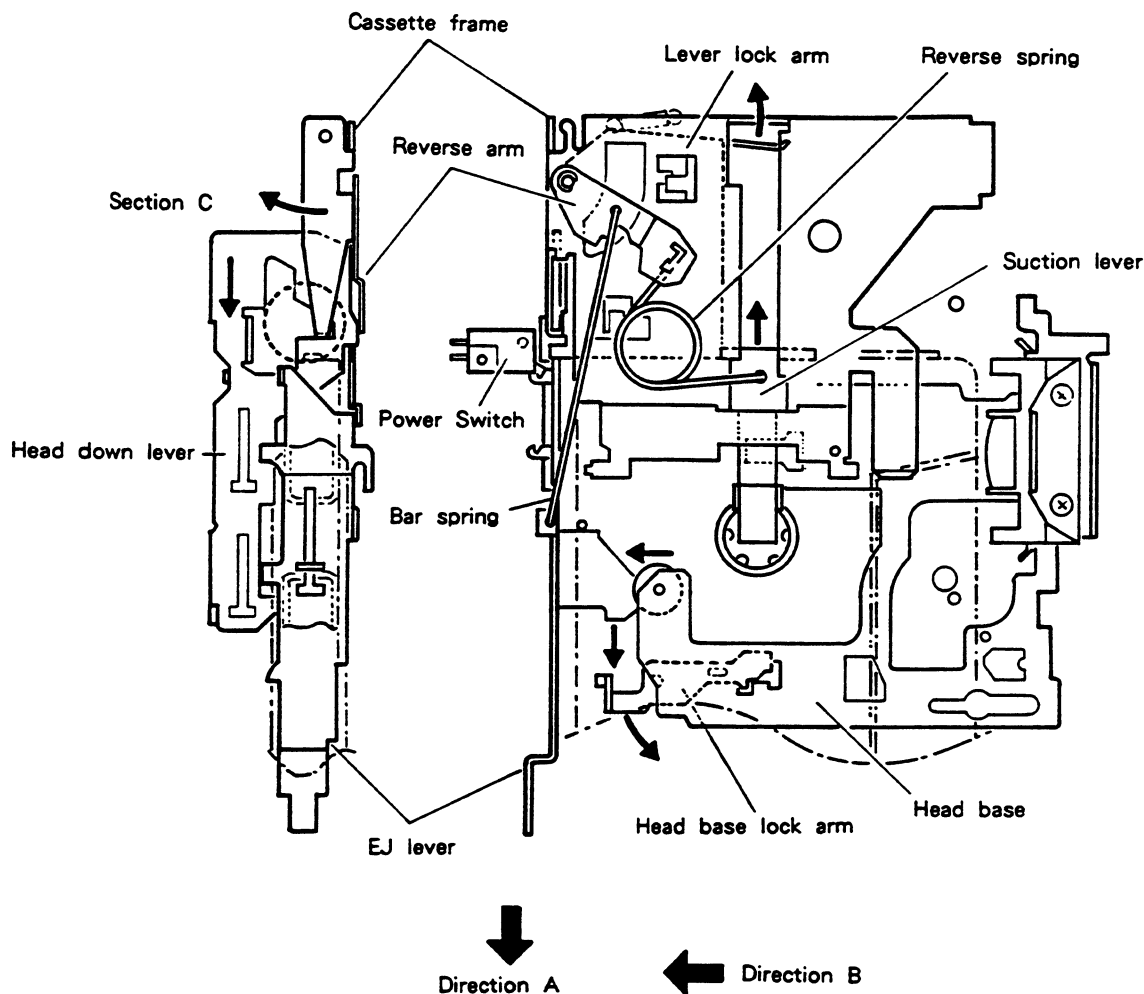 Cassette frame
Lever lock arm
Reverse spring
Reverse arm
Section C
Suction lever
Power Switch
Head down lever
Bar spring
Head base
Head base lock arm
EJ lever
Direction A
Direction B